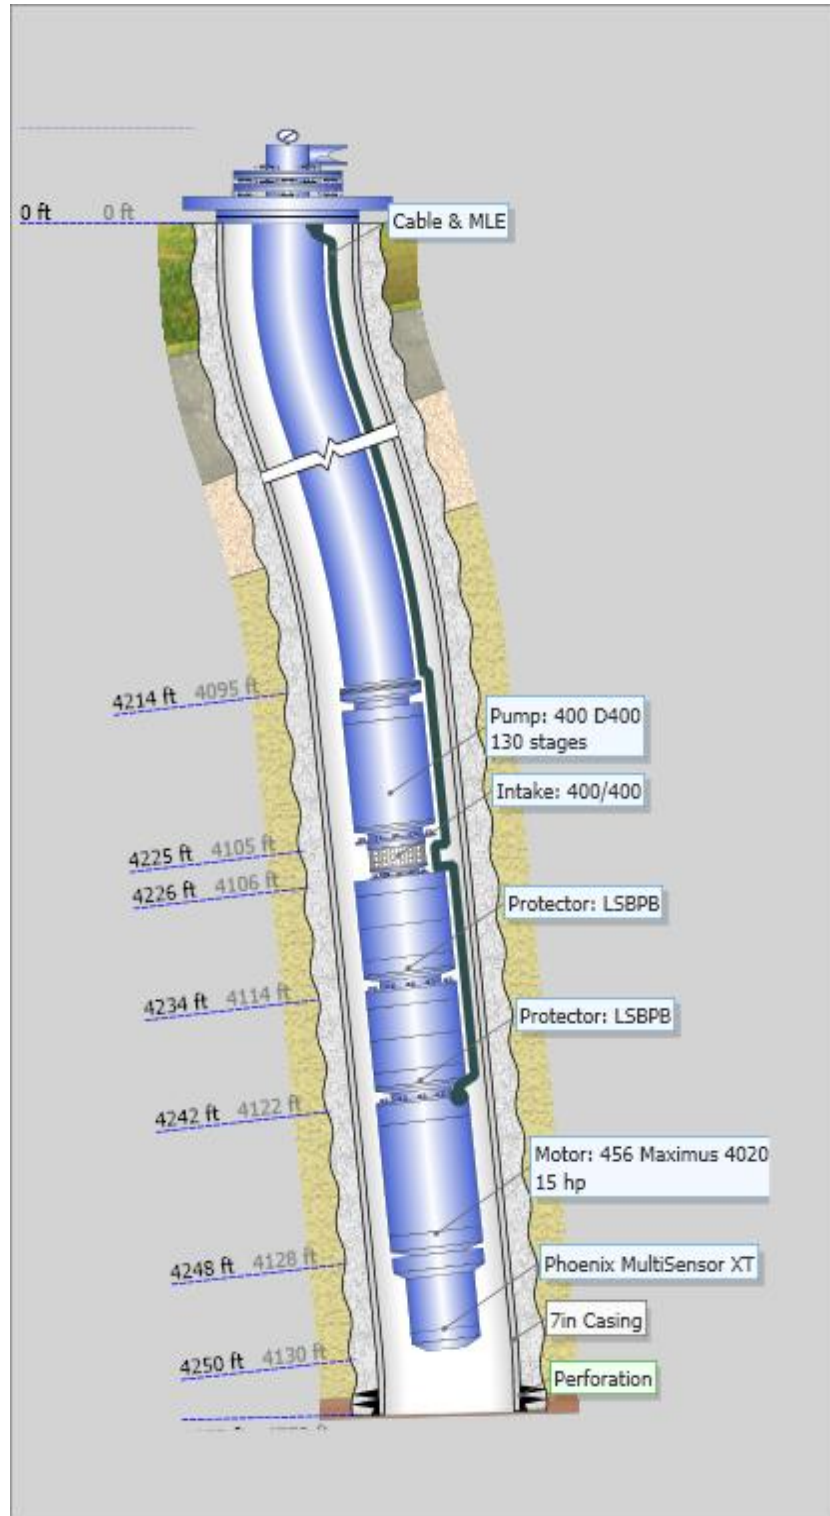 0 ft 0 ft
Cable & MLE
4214 ft 4095 ft
Pump: 400 D400
130 stages
Intake: 400/400
4225 ft 4105 ft
4226 ft 4106 ft
Protector: LSBPB
4234 ft 4114 ft
Protector: LSBPB
4242 ft 4122 ft
Motor: 456 Maximus 4020
15 hp
4248 ft 4128 ft
Phoenix MultiSensor XT
7in Casing
4250 ft 4130 ft
Perforation